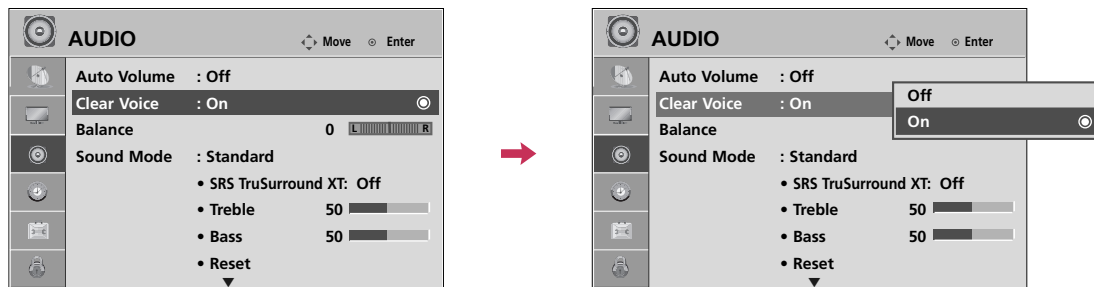 AUDIO Move Enter
Auto Volume : Off
Clear Voice : On
Balance 0 L R
Sound Mode : Standard
• SRS TruSurround XT: Off
• Treble 50
• Bass 50
• Reset
AUDIO Move Enter
Auto Volume : Off
Clear Voice : On
Balance
Sound Mode : Standard
• SRS TruSurround XT: Off
• Treble 50
• Bass 50
• Reset
Off
On